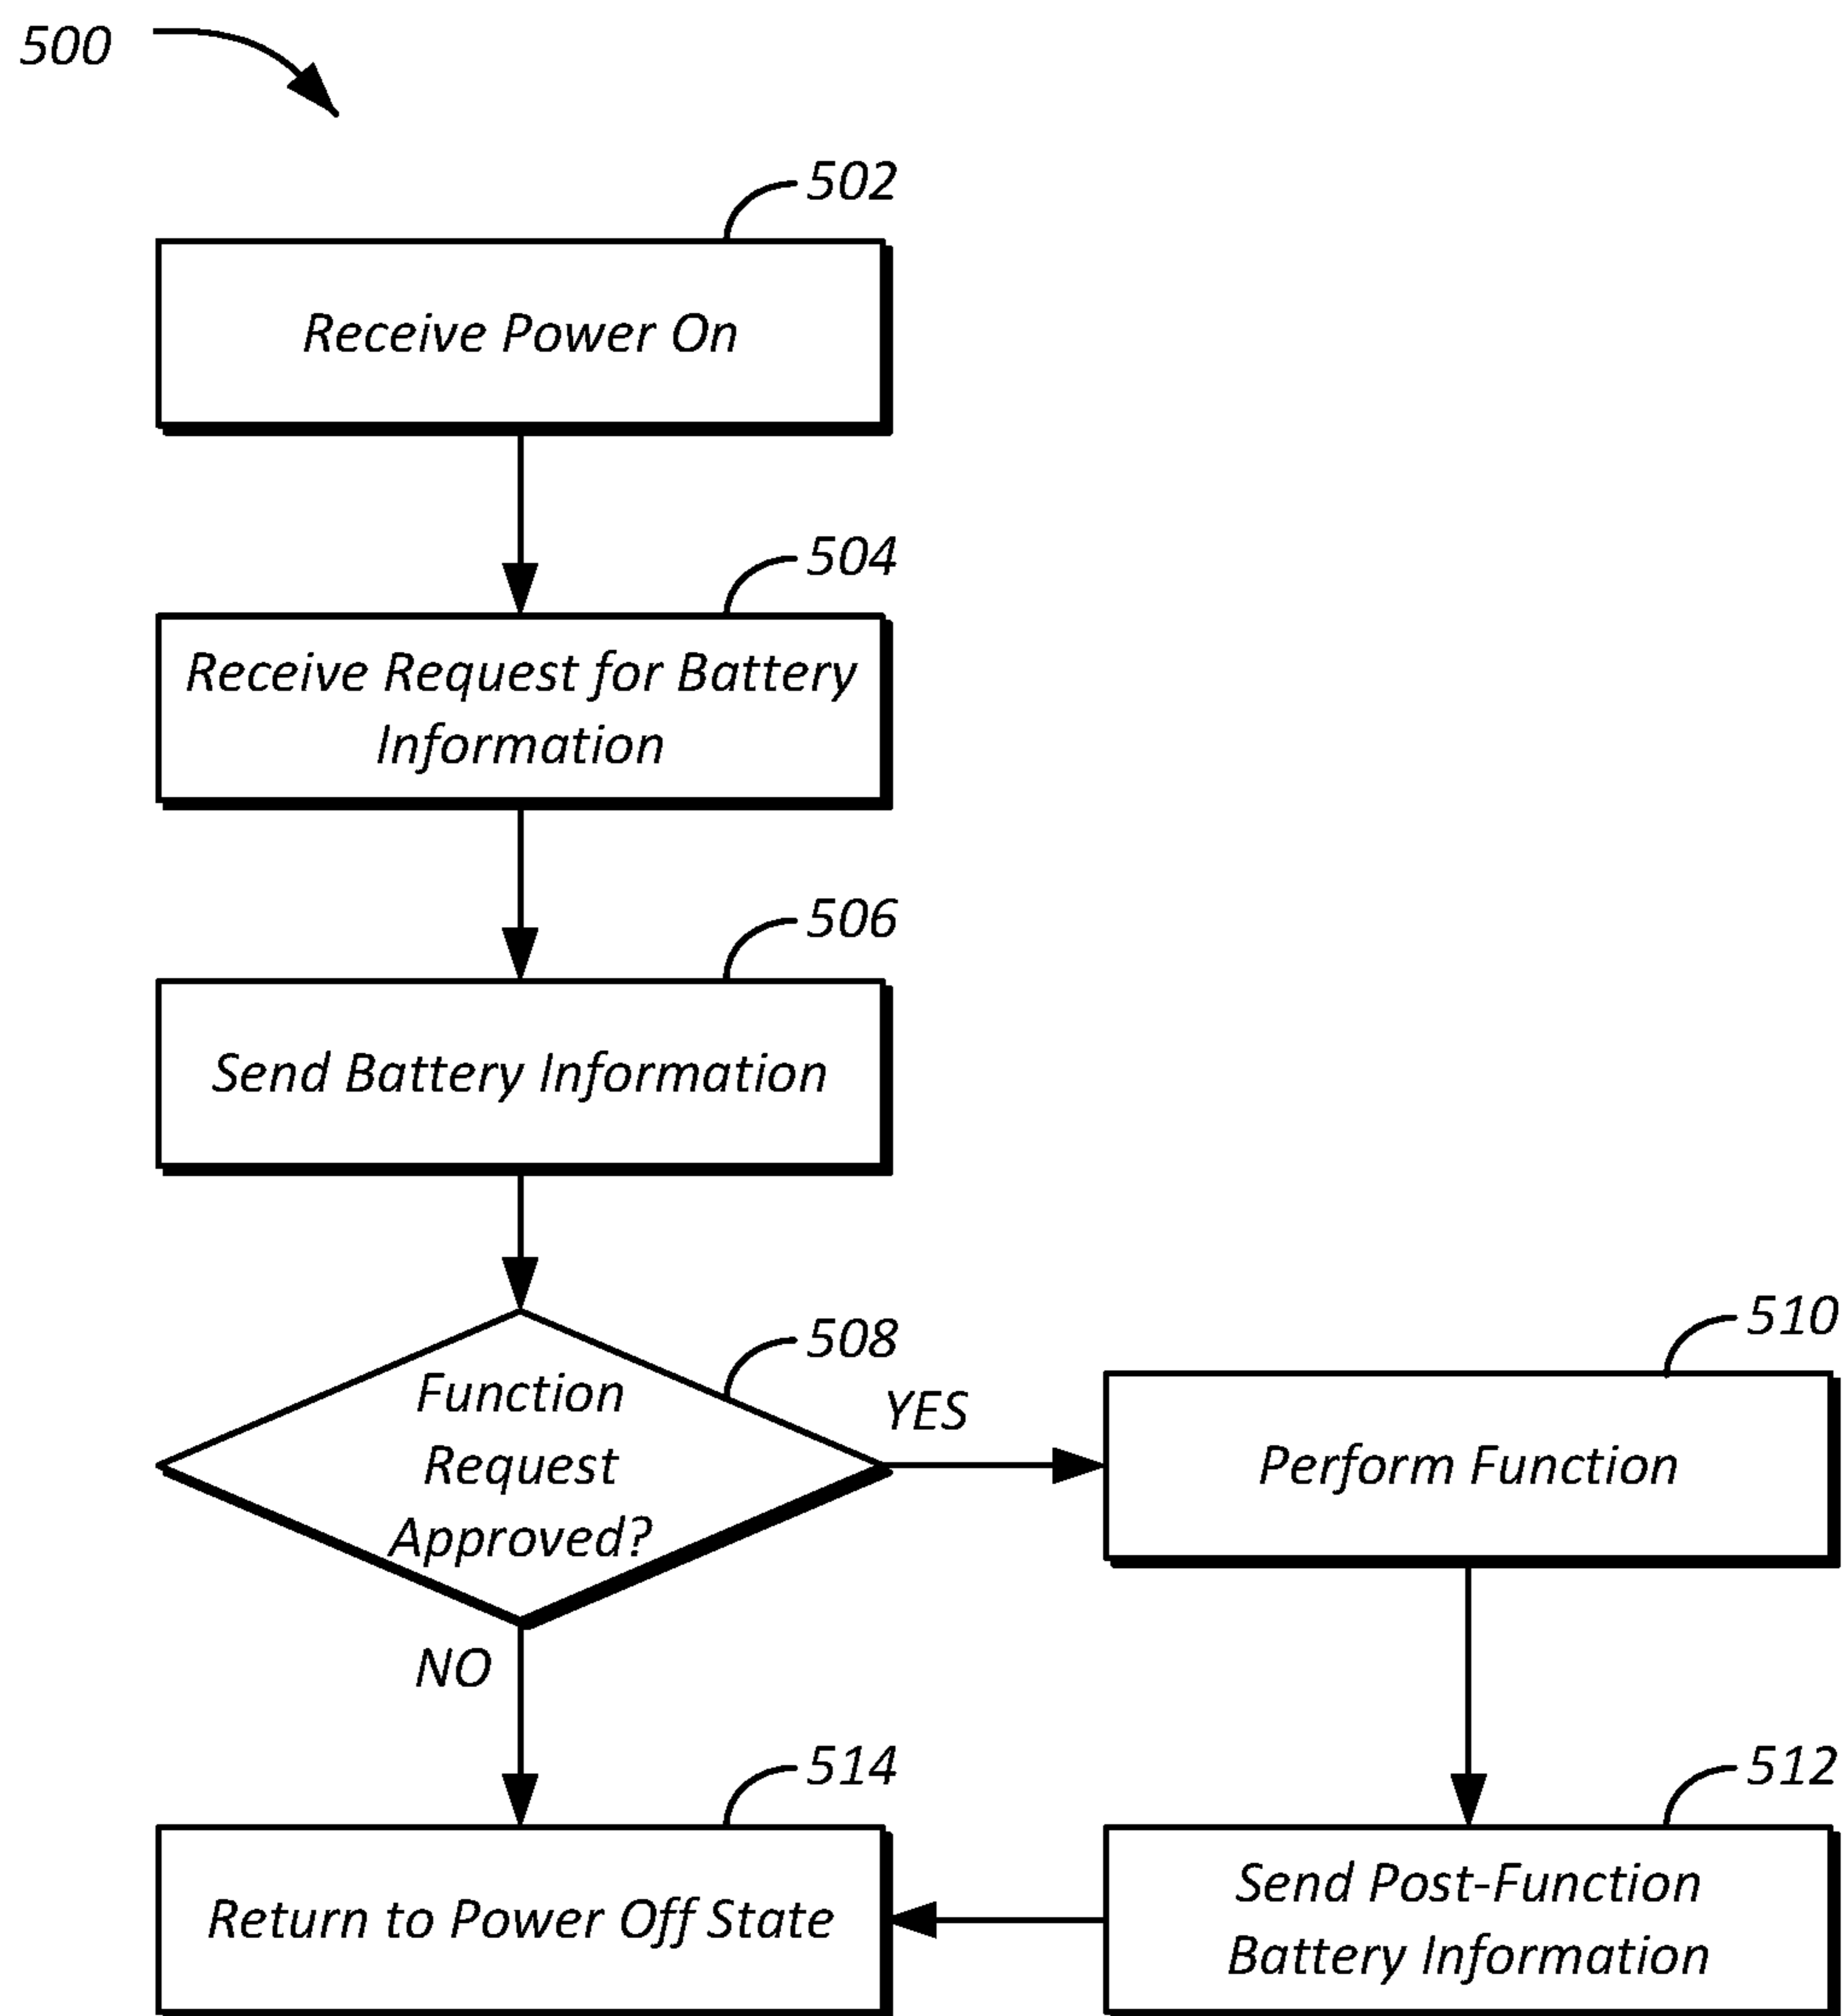 500
502
Receive Power On
504
Receive Request for Battery
Information
506
Send Battery Information
508
Function
Request
Approved?
YES
510
Perform Function
NO
514
Return to Power Off State
512
Send Post-Function
Battery Information